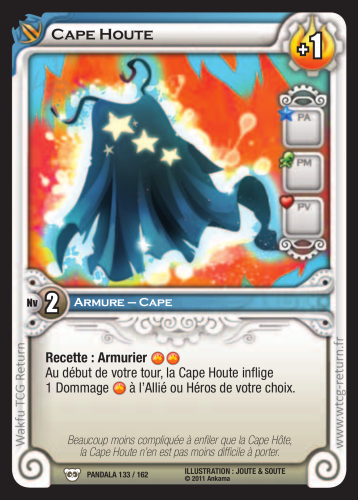 Cape Houte
+1
PA
PM
PV
Nv 2 Armure – Cape
Recette : Armurier
Au début de votre tour, la Cape Houte inflige
1 Dommage à l'Allié ou Héros de votre choix.
Beaucoup moins compliquée à enfiler que la Cape Hôte,
la Cape Houte n'en est pas moins difficile à porter.
PANDALA 133 / 162
ILLUSTRATION : JOUTE & SOUTE
© 2011 Ankama
Wakfu TCG Return
www.wtcg-return.fr